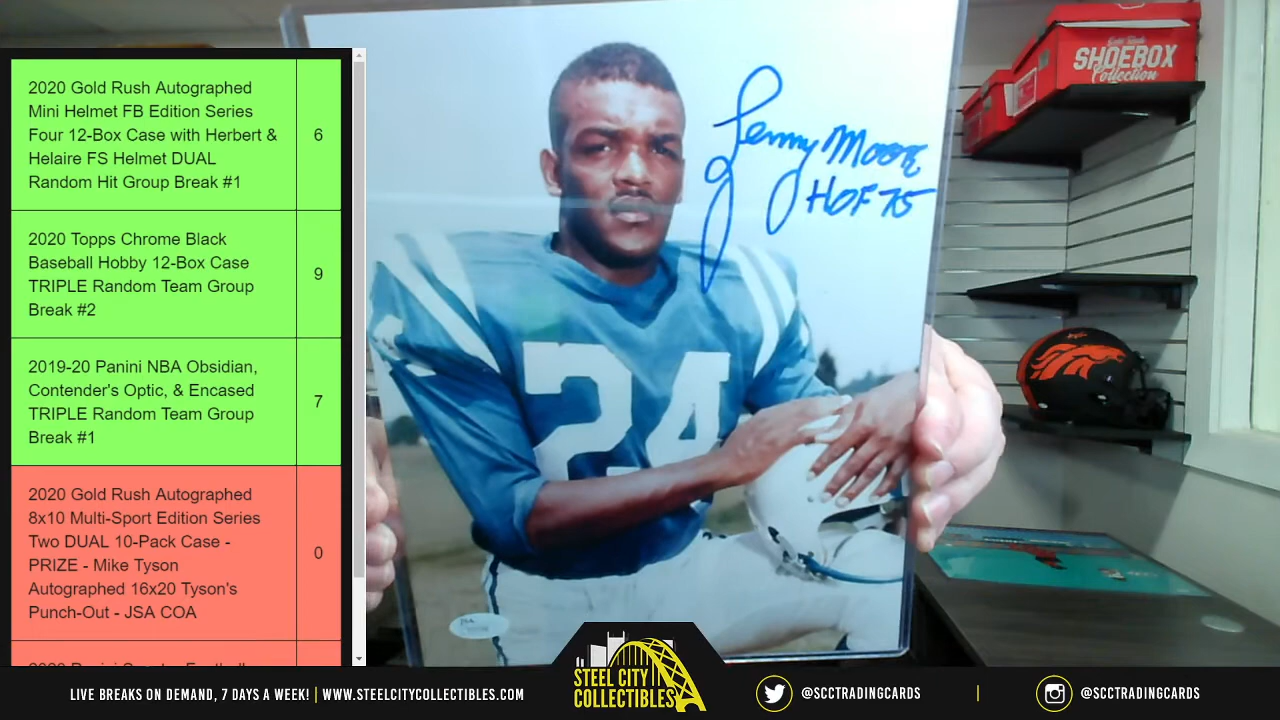 2020 Gold Rush Autographed
Mini Helmet FB Edition Series
Four 12-Box Case with Herbert &
Helaire FS Helmet DUAL
Random Hit Group Break #1
6
2020 Topps Chrome Black
Baseball Hobby 12-Box Case
TRIPLE Random Team Group
Break #2
9
2019-20 Panini NBA Obsidian,
Contender's Optic, & Encased
TRIPLE Random Team Group
Break #1
7
2020 Gold Rush Autographed
8x10 Multi-Sport Edition Series
Two DUAL 10-Pack Case -
PRIZE - Mike Tyson
Autographed 16x20 Tyson's
Punch-Out - JSA COA
0
Lenny Moore
HOF 75
24
JSA
Gold Rush
SHOEBOX
Collection
LIVE BREAKS ON DEMAND, 7 DAYS A WEEK! | WWW.STEELCITYCOLLECTIBLES.COM
STEEL CITY
COLLECTIBLES
@SCCTRADINGCARDS | @SCCTRADINGCARDS